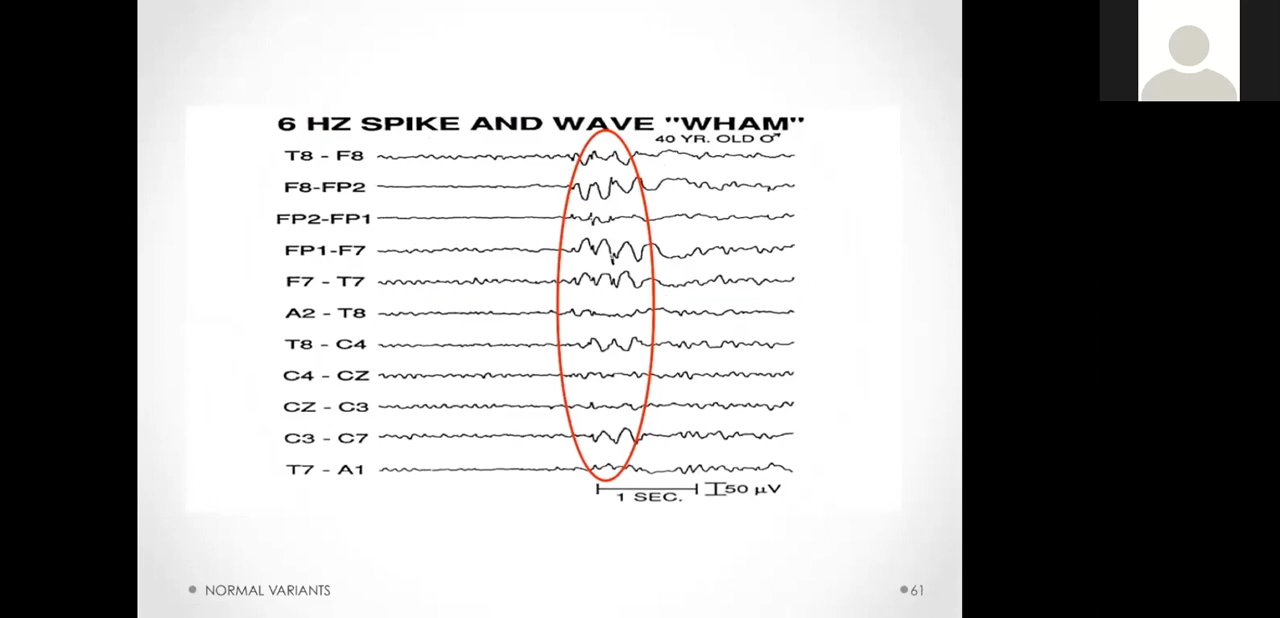 6 HZ SPIKE AND WAVE "WHAM"
40 YR. OLD ♂
T8 - F8
F8-FP2
FP2-FP1
FP1-F7
F7 - T7
A2 - T8
T8 - C4
C4 - CZ
CZ - C3
C3 - C7
T7 - A1
1 SEC.
50 µV
NORMAL VARIANTS
61